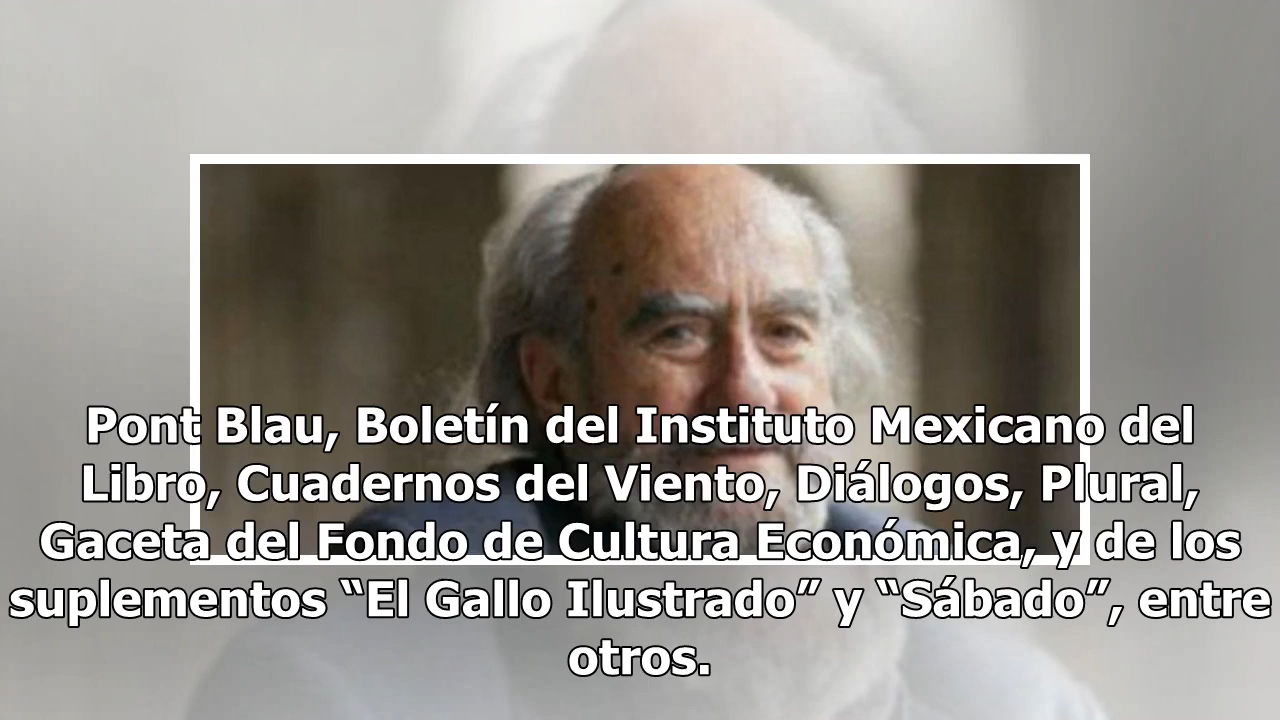 Pont Blau, Boletín del Instituto Mexicano del
Libro, Cuadernos del Viento, Diálogos, Plural,
Gaceta del Fondo de Cultura Económica, y de los
suplementos “El Gallo Ilustrado” y “Sábado”, entre
otros.